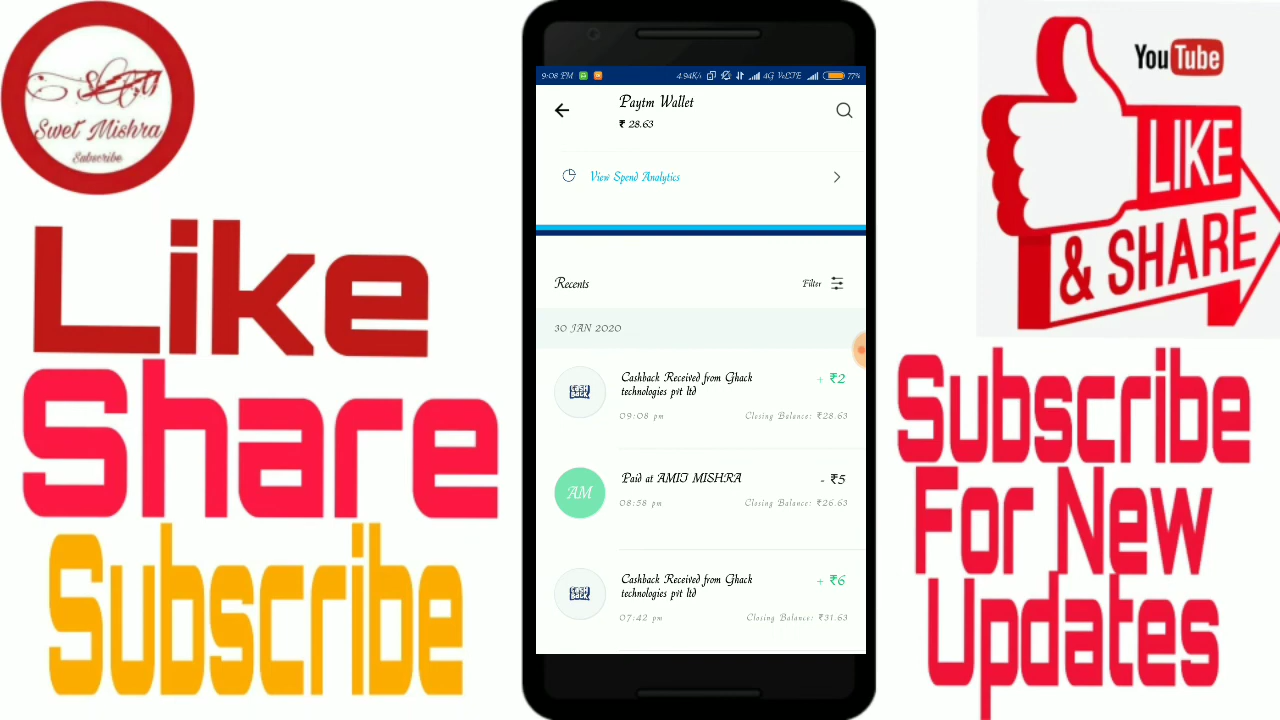 Swet Mishra
Subscribe
Like
Share
Subscribe
9:08 PM
4.94K/s
4G VoLTE
77%
Paytm Wallet
₹ 28.63
View Spend Analytics
Recents
Filter
30 JAN 2020
Cashback Received from Ghack
technologies pvt ltd
+ ₹2
09:08 pm
Closing Balance: ₹28.63
AM
Paid at AMIT MISHRA
- ₹5
08:58 pm
Closing Balance: ₹26.63
Cashback Received from Ghack
technologies pvt ltd
+ ₹6
07:42 pm
Closing Balance: ₹31.63
YouTube
LIKE
& SHARE
Subscribe
For New
Updates